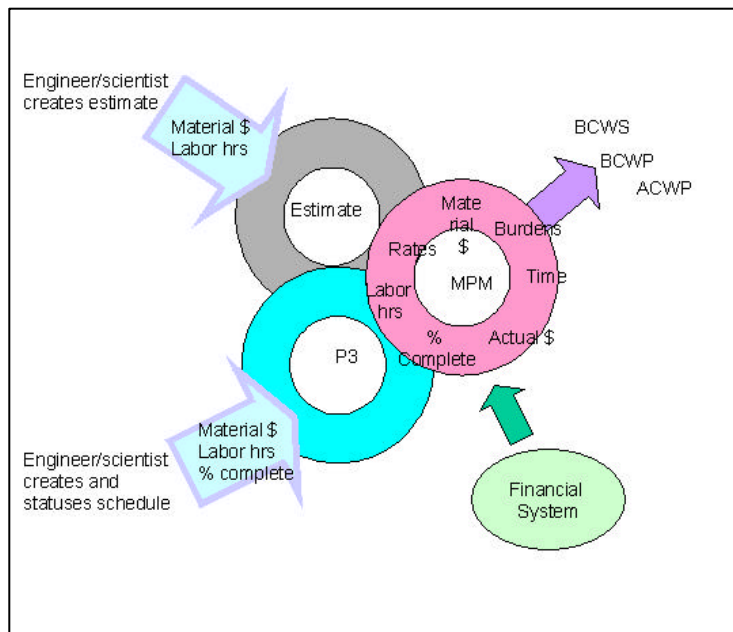 Engineer/scientist
creates estimate
Material $
Labor hrs
Estimate
BCWS
BCWP
ACWP
Mate
rial
$
Burdens
Rates
MPM
Time
Labor
hrs
%
Complete
Actual $
P3
Material $
Labor hrs
% complete
Engineer/scientist
creates and
statuses schedule
Financial
System